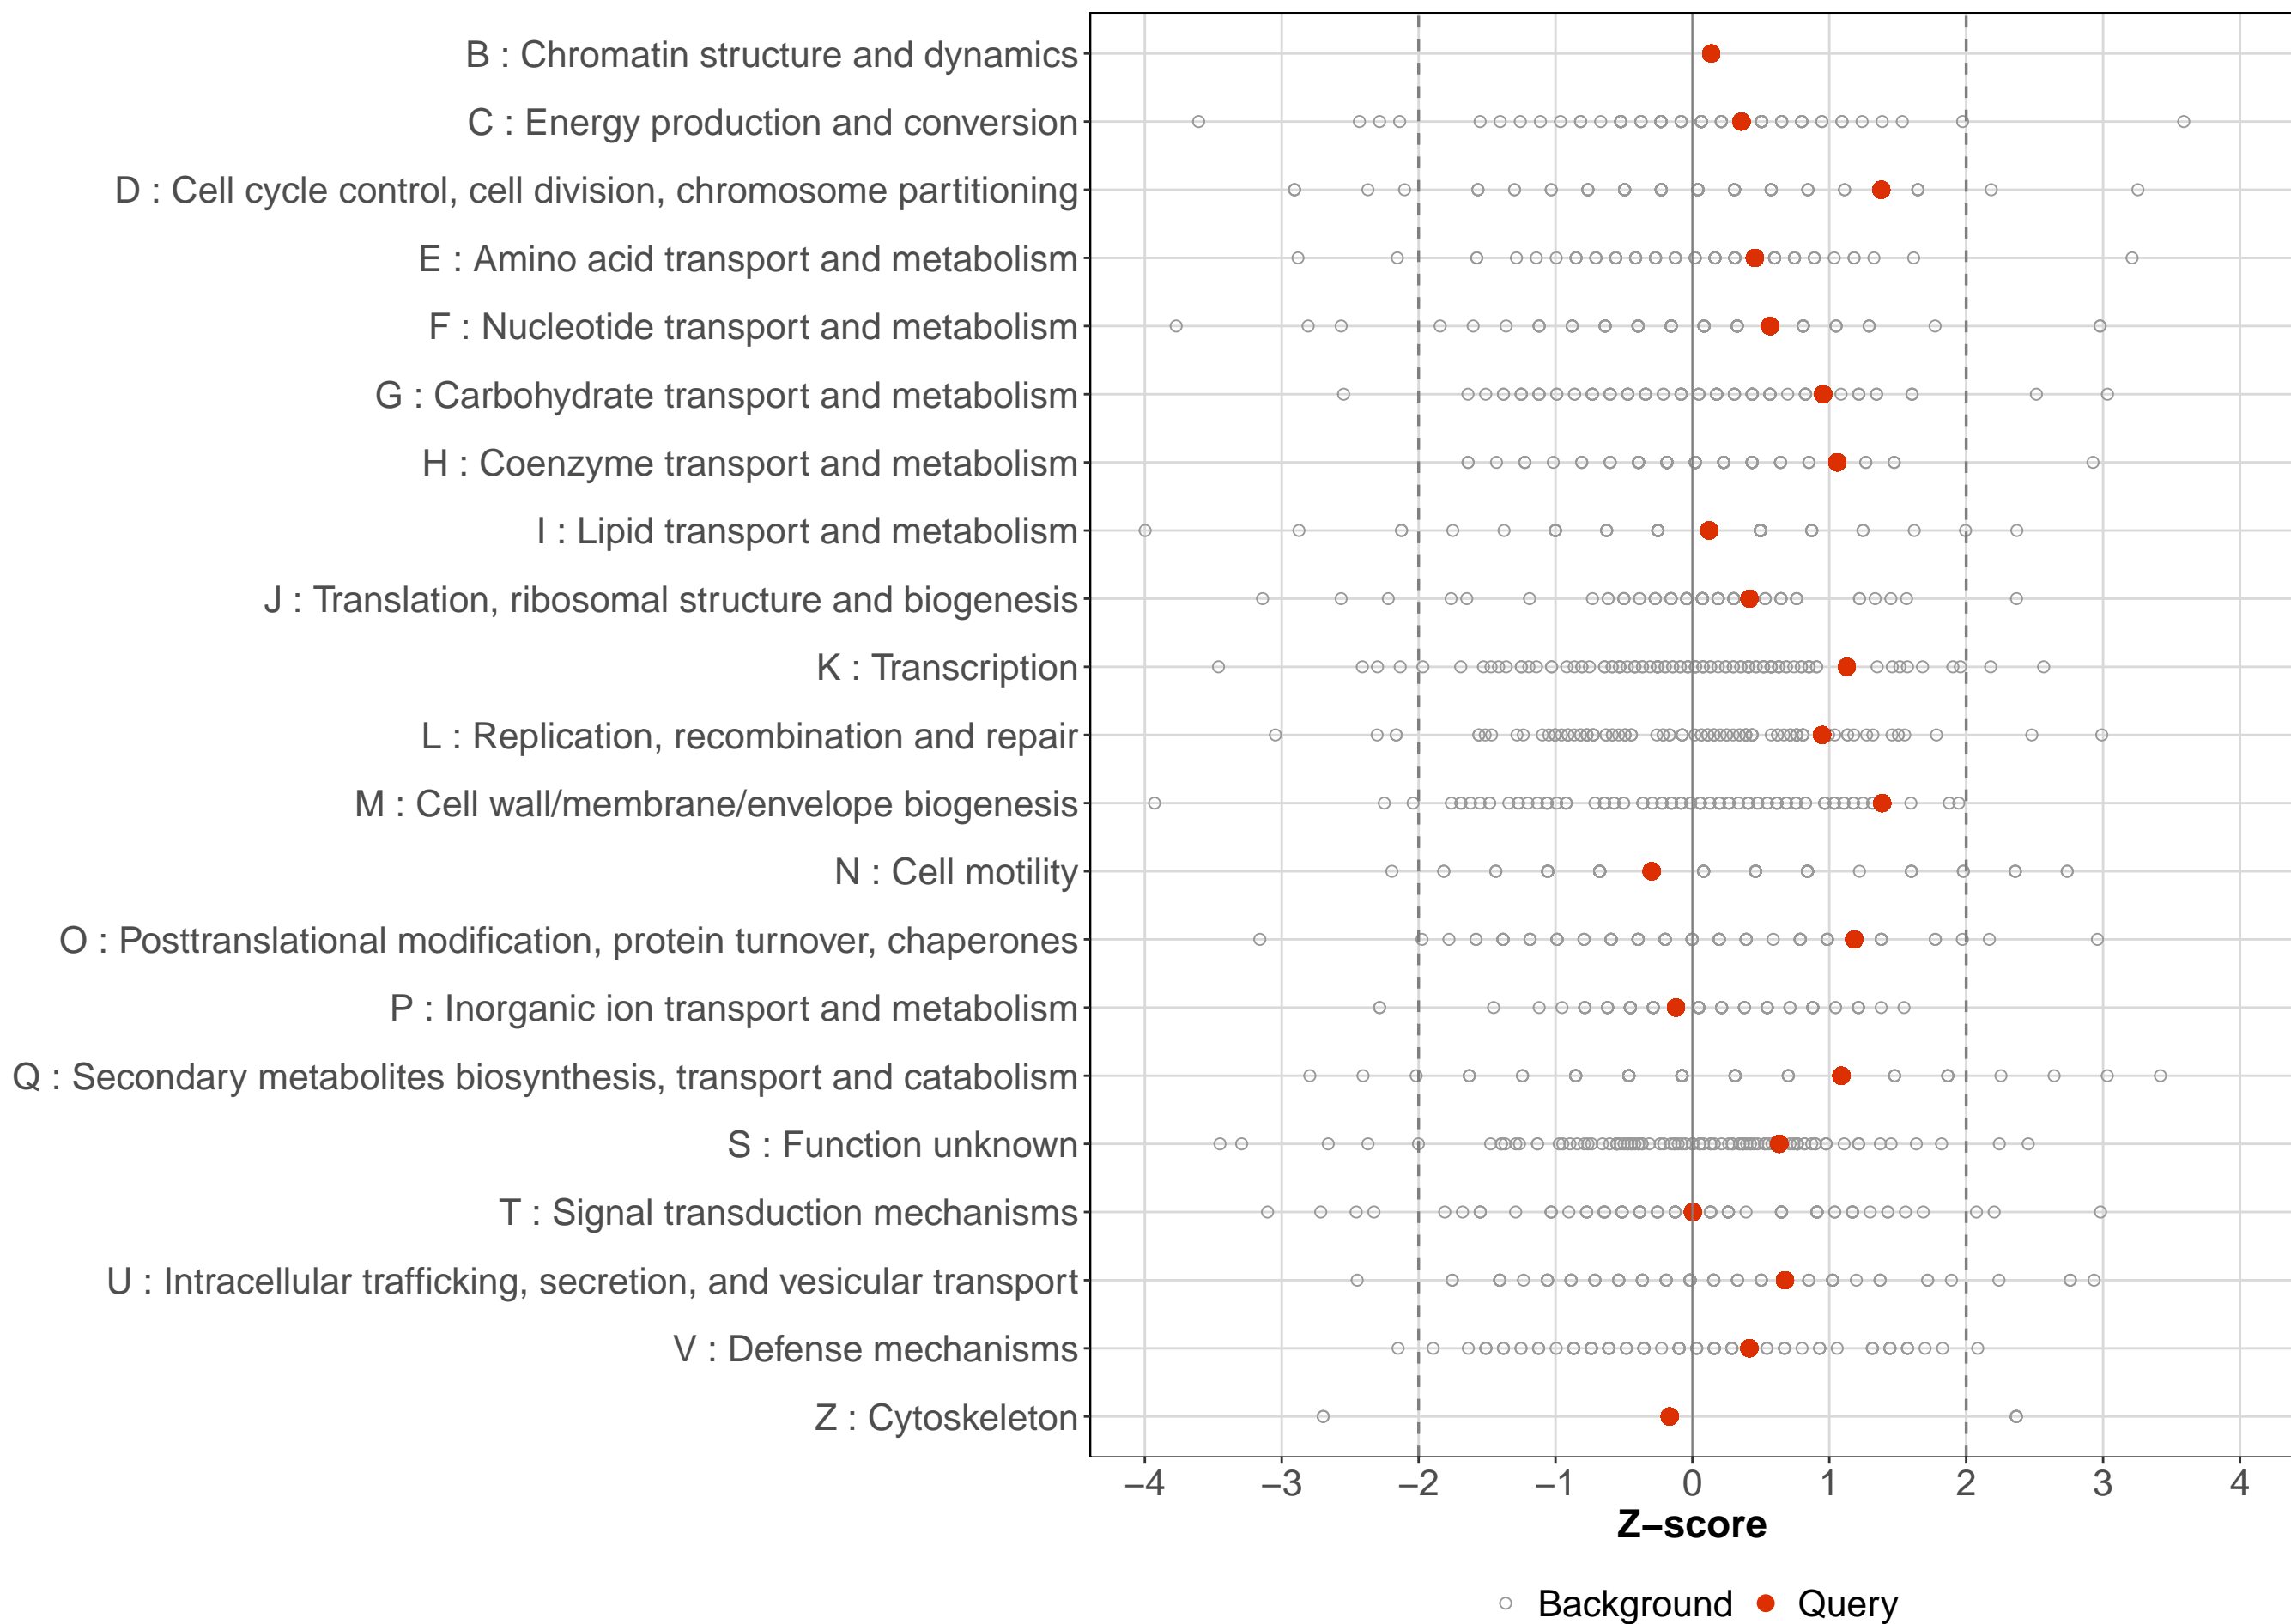 B : Chromatin structure and dynamics
C : Energy production and conversion
D : Cell cycle control, cell division, chromosome partitioning
E : Amino acid transport and metabolism
F : Nucleotide transport and metabolism
G : Carbohydrate transport and metabolism
H : Coenzyme transport and metabolism
I : Lipid transport and metabolism
J : Translation, ribosomal structure and biogenesis
K : Transcription
L : Replication, recombination and repair
M : Cell wall/membrane/envelope biogenesis
N : Cell motility
O : Posttranslational modification, protein turnover, chaperones
P : Inorganic ion transport and metabolism
Q : Secondary metabolites biosynthesis, transport and catabolism
S : Function unknown
T : Signal transduction mechanisms
U : Intracellular trafficking, secretion, and vesicular transport
V : Defense mechanisms
Z : Cytoskeleton
−4 −3 −2 −1 0 1 2 3 4
Z−score
Background Query